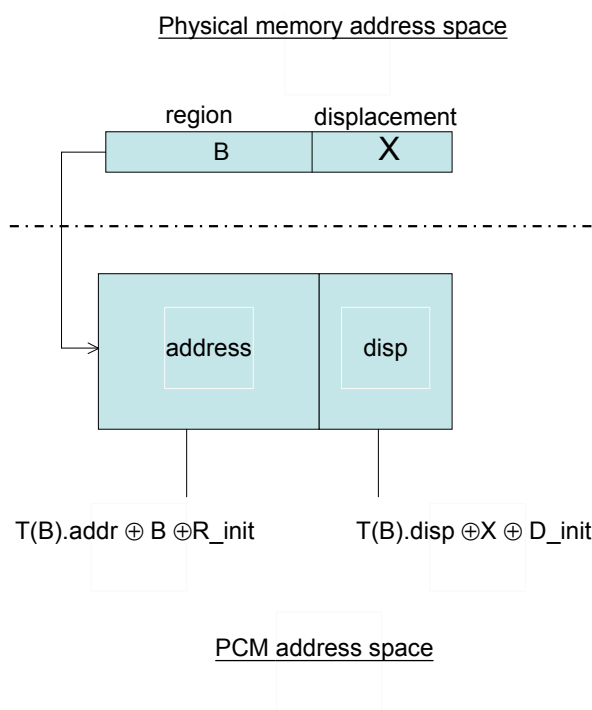 Physical memory address space
region displacement
B X
address disp
T(B).addr ⊕ B ⊕R_init T(B).disp ⊕X ⊕ D_init
PCM address space